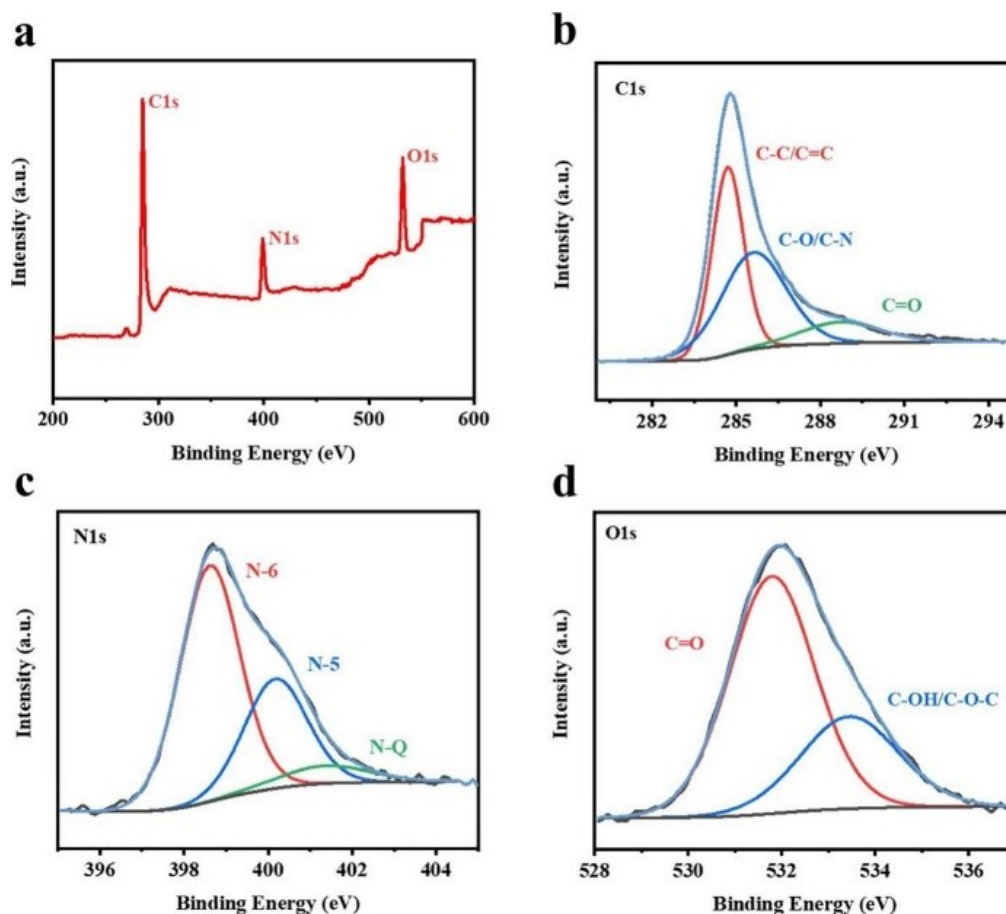 a
C1s
N1s
O1s
Intensity (a.u.)
200 300 400 500 600
Binding Energy (eV)
b
C1s
C-C/C=C
C-O/C-N
C=O
Intensity (a.u.)
282 285 288 291 294
Binding Energy (eV)
c
N1s
N-6
N-5
N-Q
Intensity (a.u.)
396 398 400 402 404
Binding Energy (eV)
d
O1s
C=O
C-OH/C-O-C
Intensity (a.u.)
528 530 532 534 536
Binding Energy (eV)